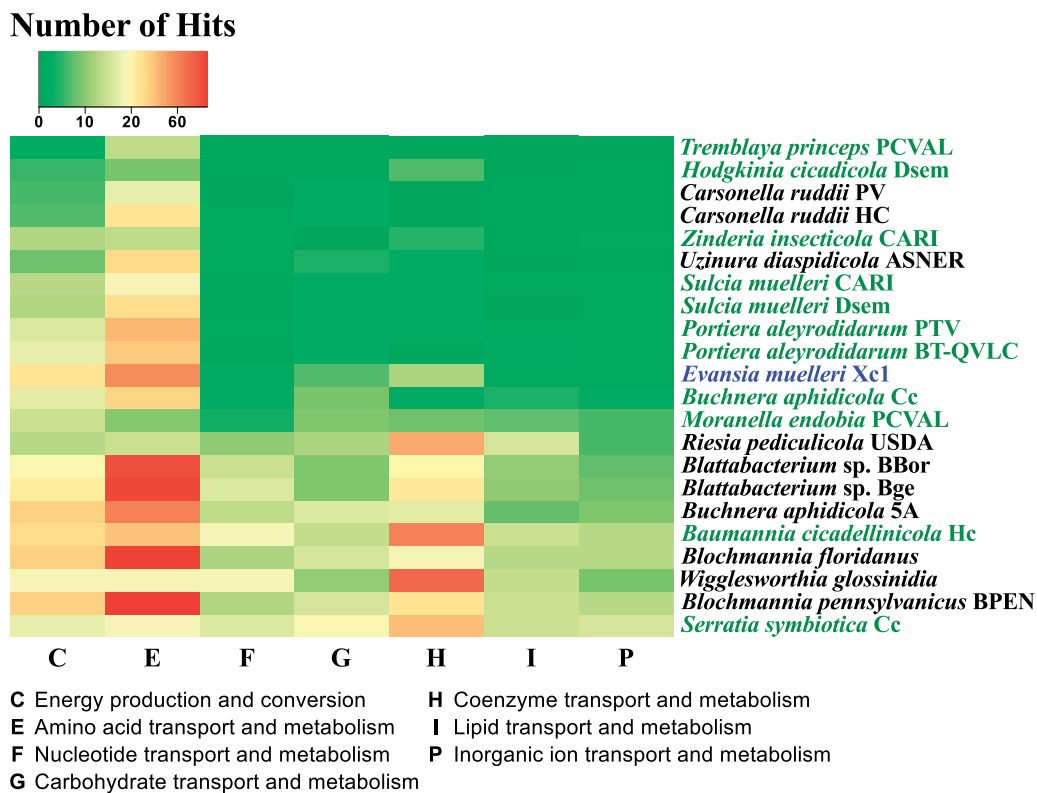 Number of Hits
0 10 20 60
Tremblaya princeps PCVAL
Hodgkinia cicadicola Dsem
Carsonella ruddii PV
Carsonella ruddii HC
Zinderia insecticola CARI
Uzinura diaspidicola ASNER
Sulcia muelleri CARI
Sulcia muelleri Dsem
Portiera aleyrodidarum PTV
Portiera aleyrodidarum BT-QVLC
Evansia muelleri Xc1
Buchnera aphidicola Cc
Moranella endobia PCVAL
Riesia pediculicola USDA
Blattabacterium sp. BBor
Blattabacterium sp. Bge
Buchnera aphidicola 5A
Baumannia cicadellinicola Hc
Blochmannia floridanus
Wigglesworthia glossinidia
Blochmannia pennsylvanicus BPEN
Serratia symbiotica Cc
C E F G H I P
C Energy production and conversion
E Amino acid transport and metabolism
F Nucleotide transport and metabolism
G Carbohydrate transport and metabolism
H Coenzyme transport and metabolism
I Lipid transport and metabolism
P Inorganic ion transport and metabolism